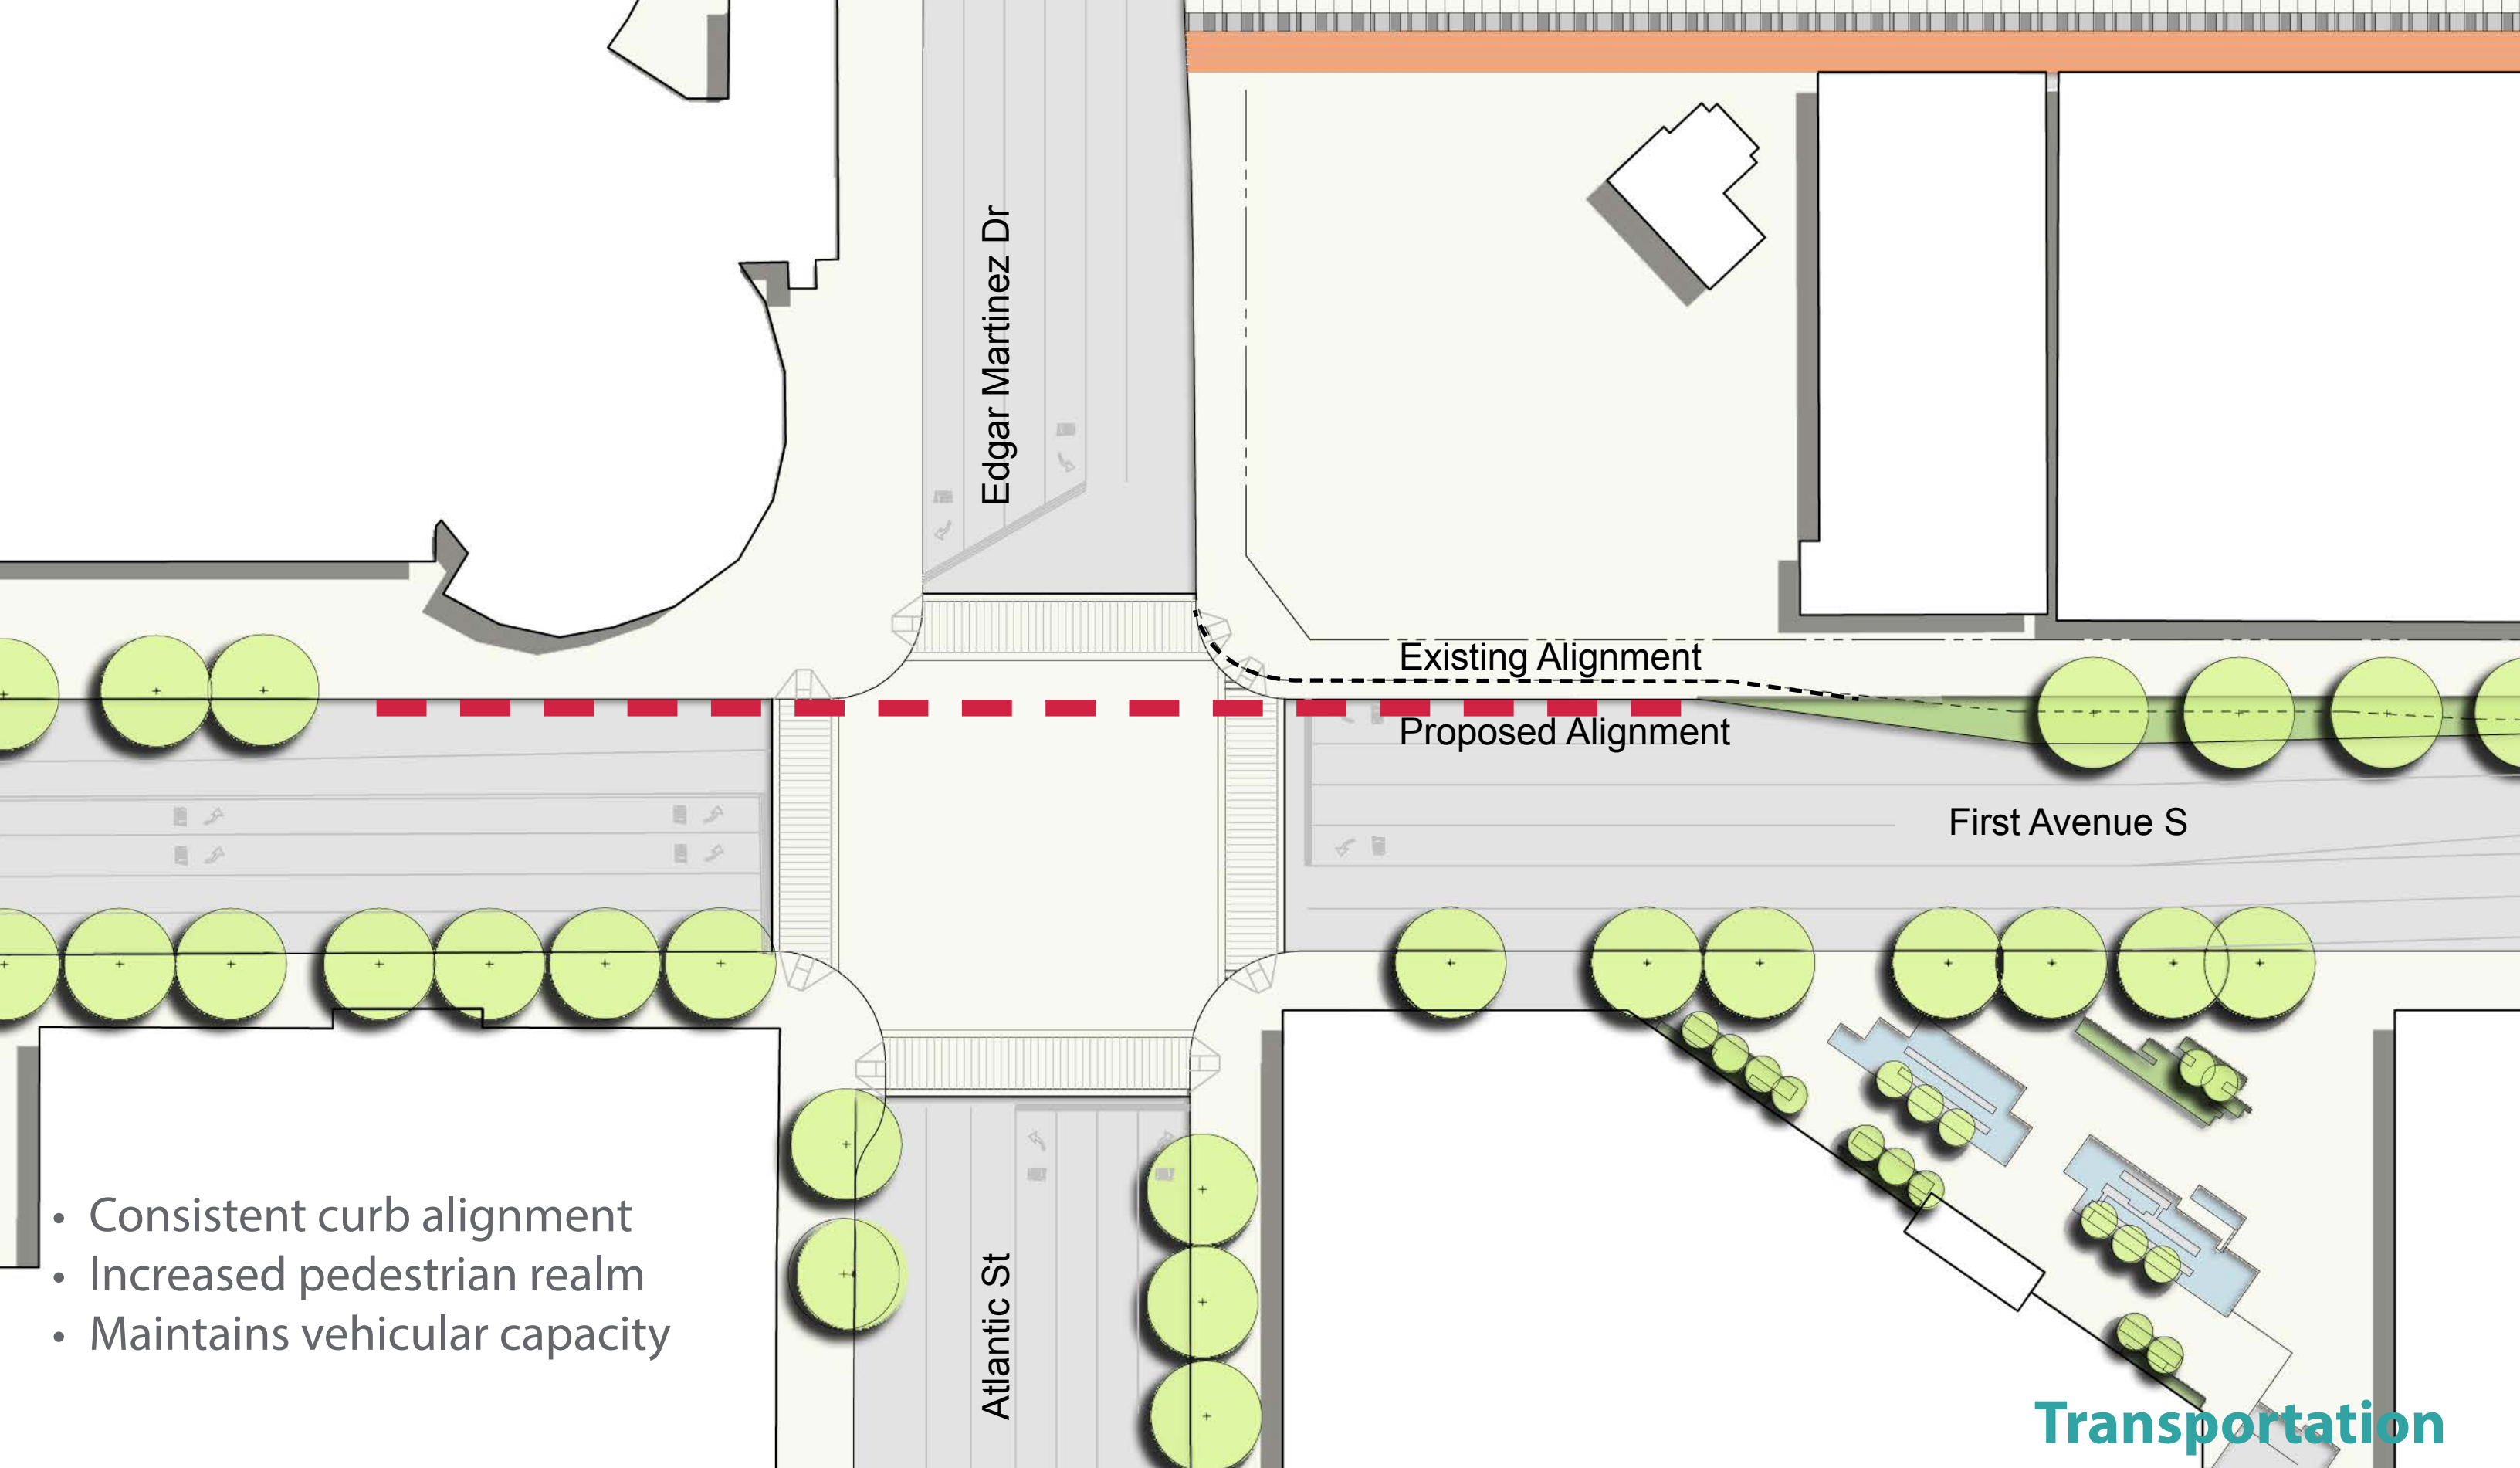 Edgar Martinez Dr
Existing Alignment
Proposed Alignment
First Avenue S
• Consistent curb alignment
• Increased pedestrian realm
• Maintains vehicular capacity
Atlantic St
Transportation